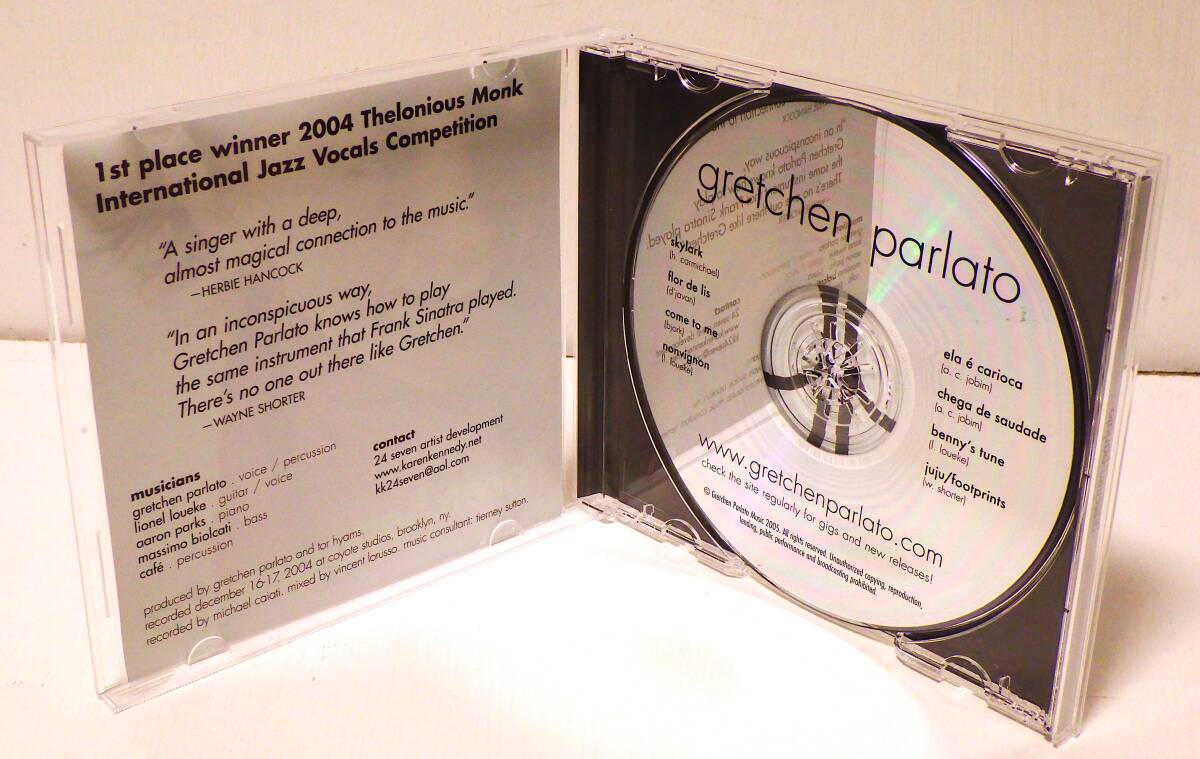 1st place winner 2004 Thelonious Monk
International Jazz Vocals Competition
"A singer with a deep,
almost magical connection to the music."
—HERBIE HANCOCK
"In an inconspicuous way,
Gretchen Parlato knows how to play
the same instrument that Frank Sinatra played.
There's no one out there like Gretchen."
—WAYNE SHORTER
musicians
gretchen parlato . voice / percussion
lionel loueke . guitar / voice
aaron parks . piano
massimo biolcati . bass
café . percussion
contact
24 seven artist development
www.karenkennedy.net
kk24seven@aol.com
produced by gretchen parlato and tor hyams.
recorded december 16-17, 2004 at coyote studios, brooklyn, ny.
recorded by michael caiati. mixed by vincent lorusso. music consultant: tierney sutton.
gretchen parlato
skylark
(h. carmichael)
flor de lis
(d'javan)
come to me
(bjork)
nonvignon
(l. loueke)
ela é carioca
(a. c. jobim)
chega de saudade
(a. c. jobim)
benny's tune
(l. loueke)
juju/footprints
(w. shorter)
www.gretchenparlato.com
check the site regularly for gigs and new releases!
© Gretchen Parlato Music 2005. All rights reserved. Unauthorized copying, reproduction,
lending, public performance and broadcasting prohibited.